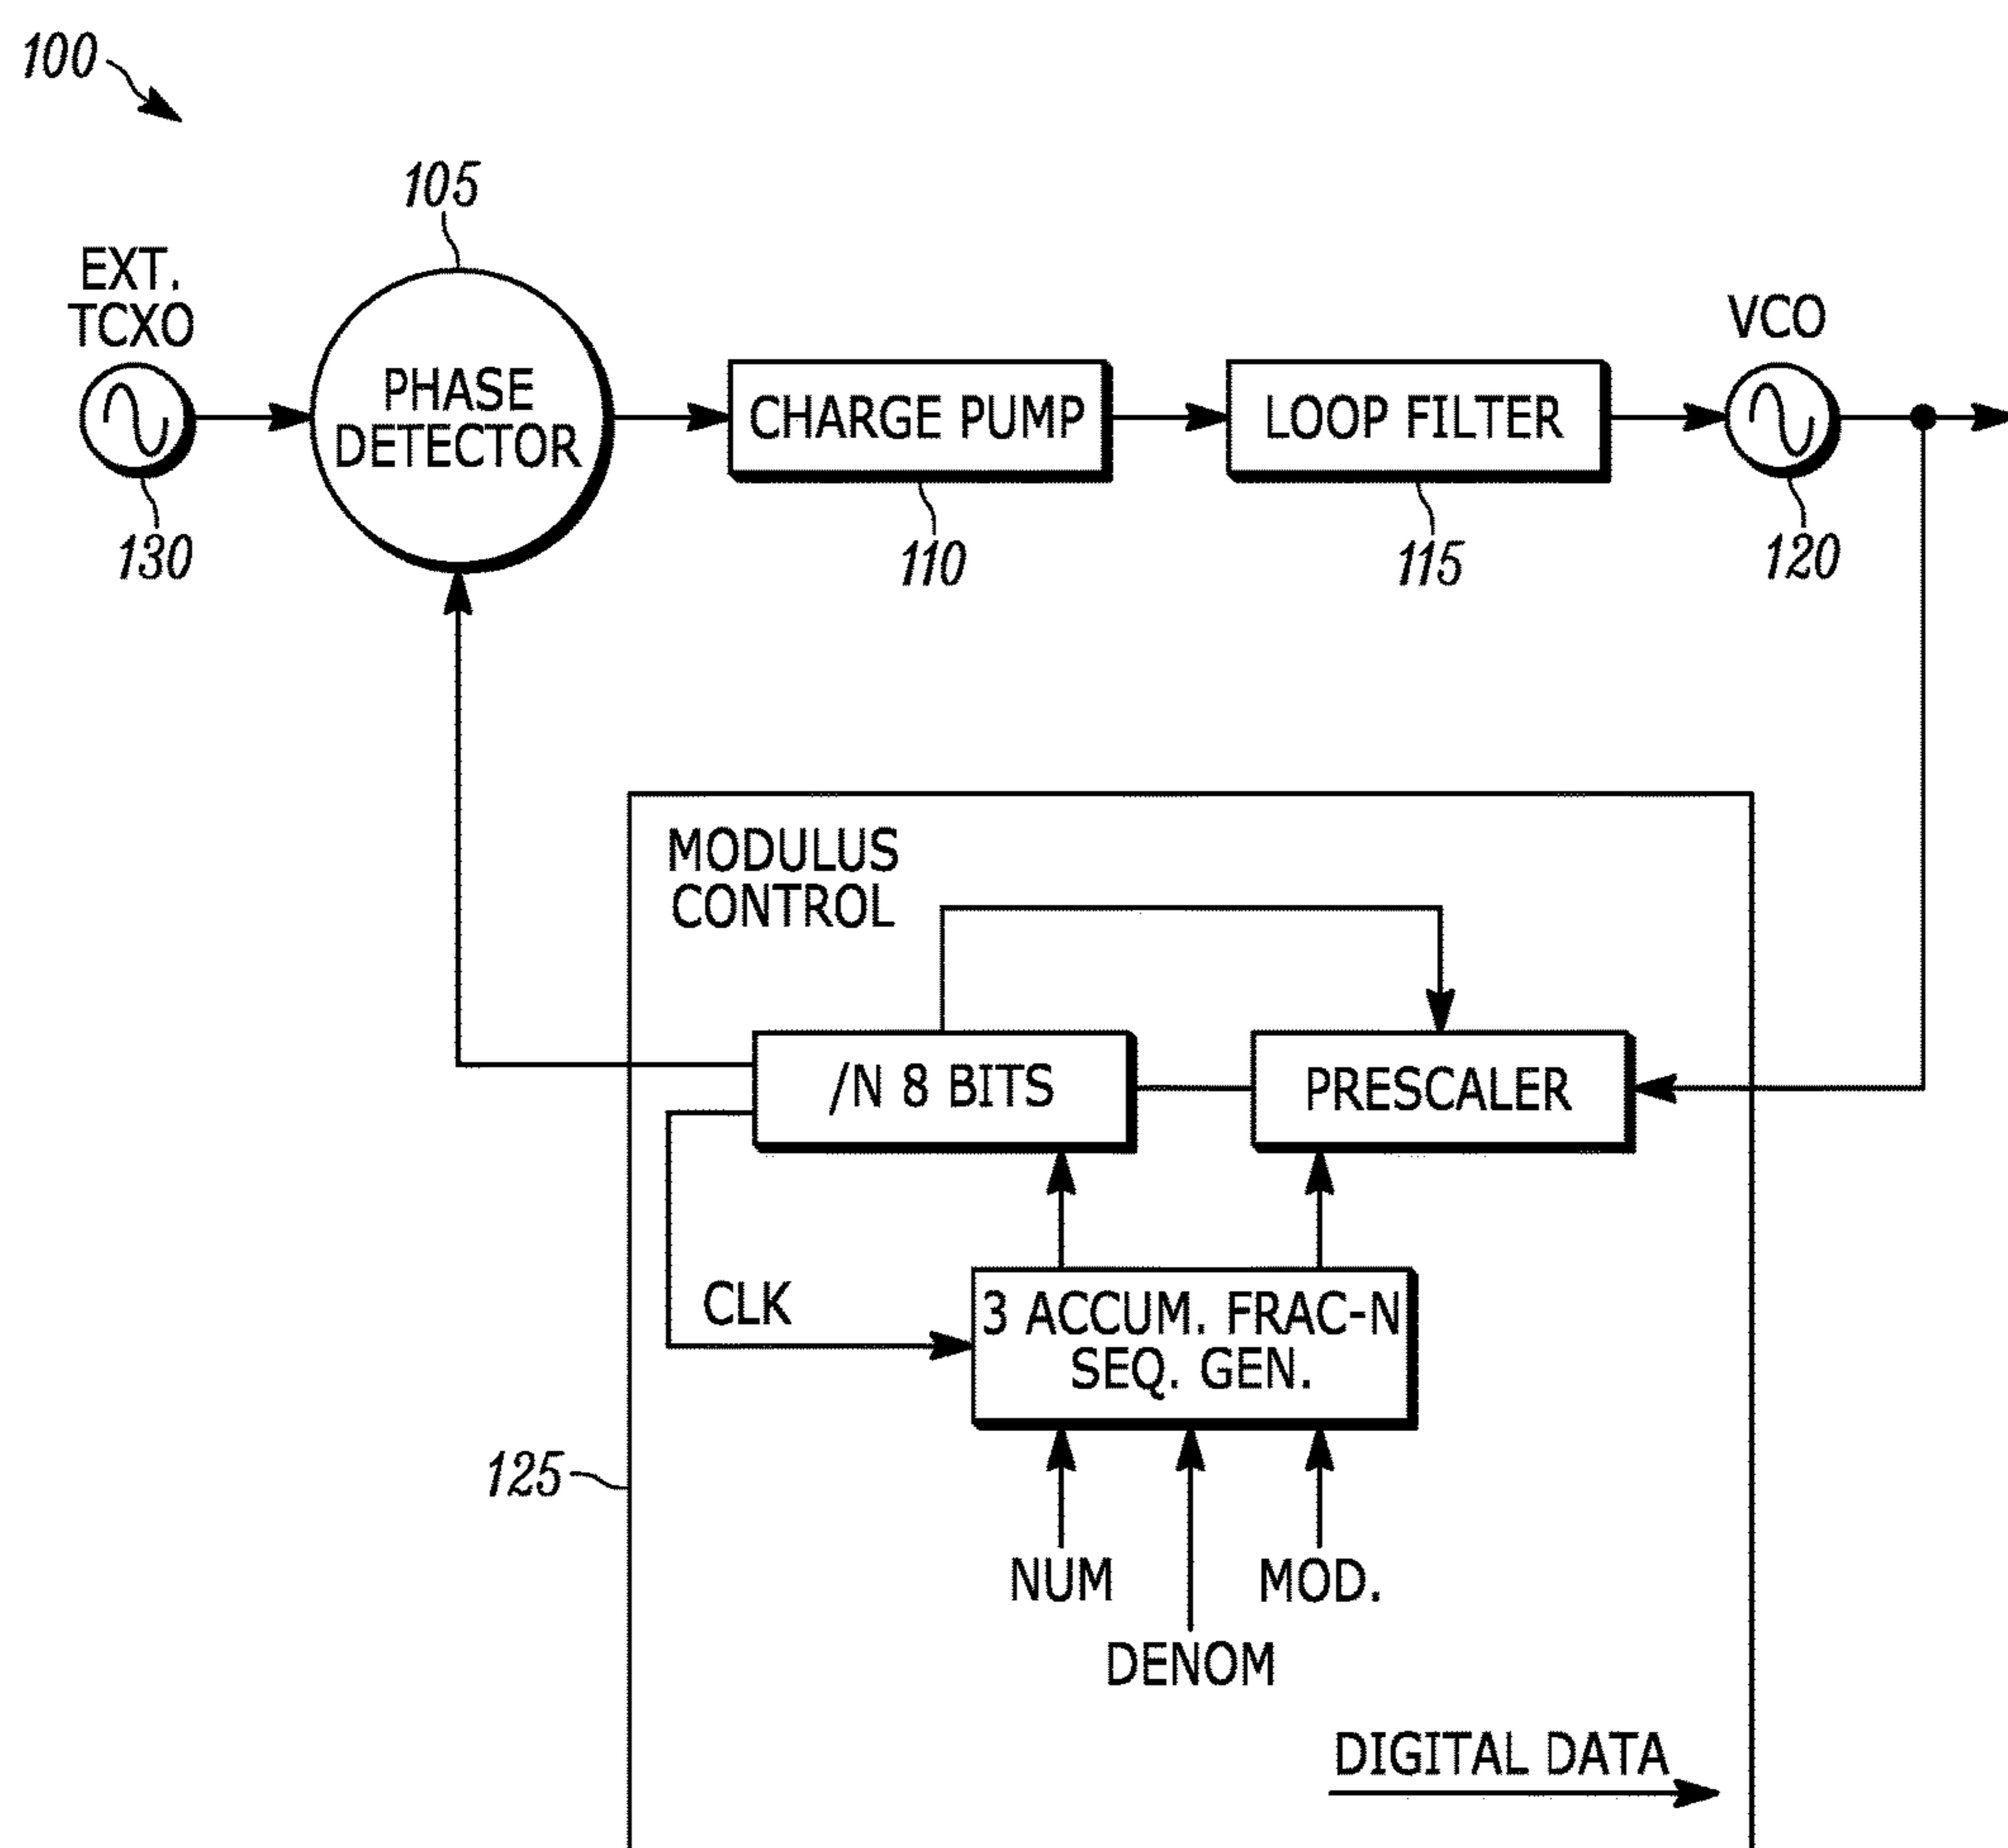 100
105
EXT.
TCXO
VCO
PHASE
DETECTOR
CHARGE PUMP
LOOP FILTER
130
110
115
120
MODULUS
CONTROL
/N 8 BITS
PRESCALER
CLK
3 ACCUM. FRAC-N
SEQ. GEN.
125
NUM
MOD.
DENOM
DIGITAL DATA